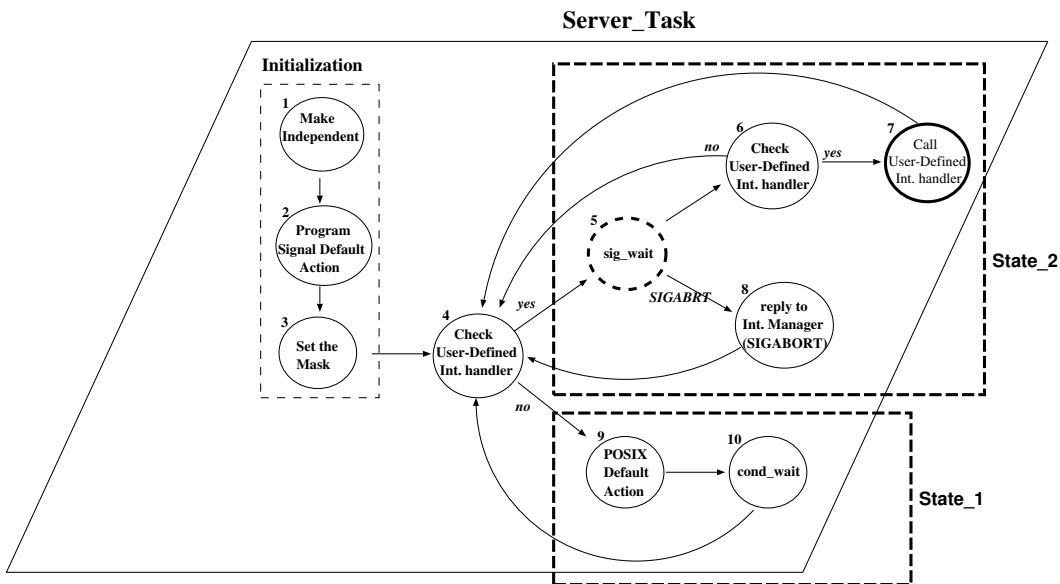 Server_Task
Initialization
1
Make
Independent
2
Program
Signal Default
Action
3
Set the
Mask
4
Check
User-Defined
Int. handler
yes
no
5
sig_wait
SIGABRT
6
Check
User-Defined
Int. handler
no
yes
7
Call
User-Defined
Int. handler
8
reply to
Int. Manager
(SIGABORT)
State_2
9
POSIX
Default
Action
10
cond_wait
State_1